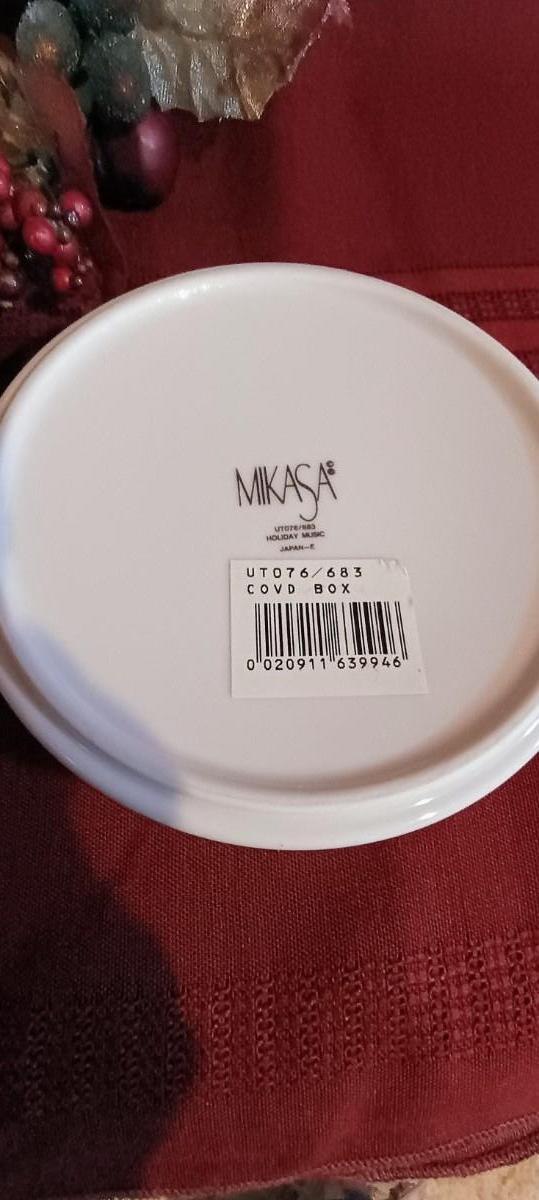 MIKASA
UT076/683
HOLIDAY MUSIC
JAPAN-E
UT076/683
COVD BOX
0 020911 639946